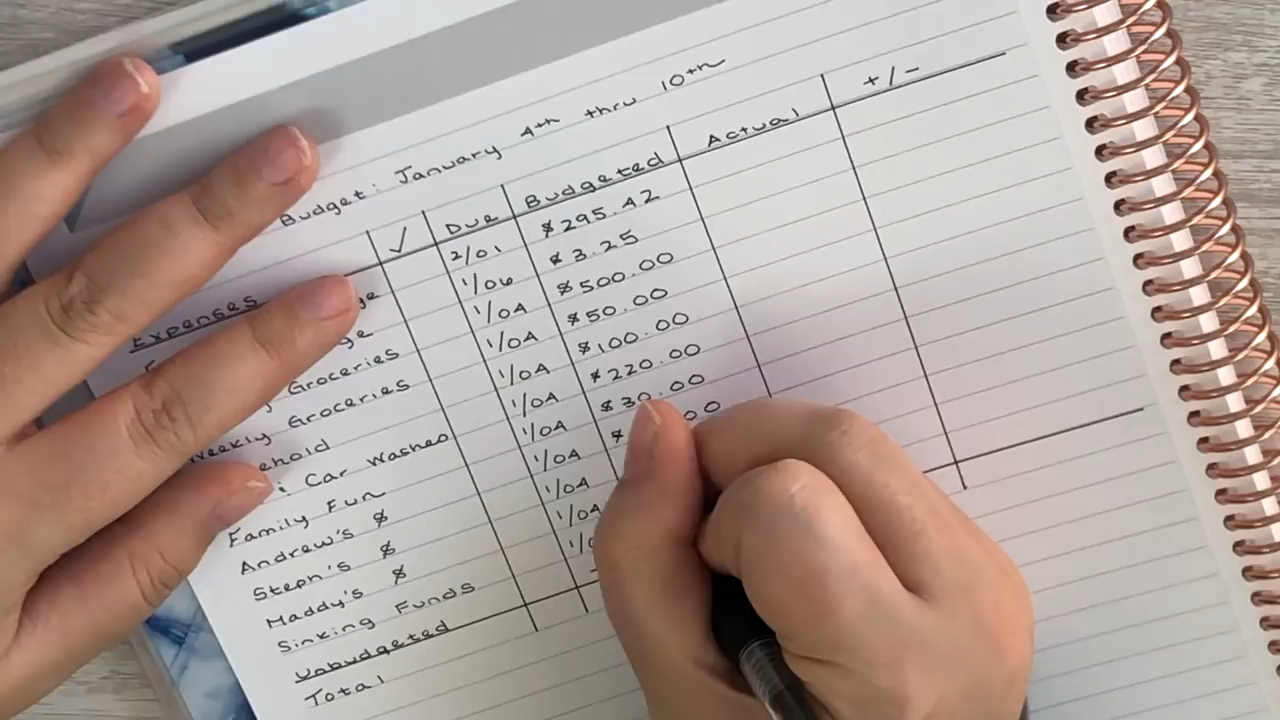 Budget: January 4th thru 10th
Expenses ✓ Due Budgeted Actual +/-
2/01 $295.42
1/06 $3.25
Groceries 1/04 $500.00
Weekly Groceries 1/04 $50.00
1/04 $100.00
Car Washes 1/04 $220.00
Family Fun 1/04 $30.00
Andrew's $ 1/04 $
Steph's $ 1/04
Maddy's $ 1/04
Sinking Funds
Unbudgeted
Total